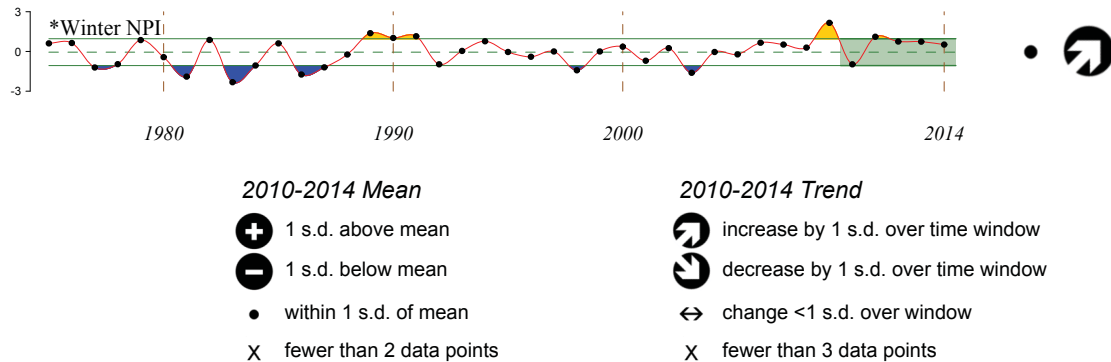 3
*Winter NPI
0
-3
1980 1990 2000 2014
2010-2014 Mean
1 s.d. above mean
1 s.d. below mean
within 1 s.d. of mean
X fewer than 2 data points
2010-2014 Trend
increase by 1 s.d. over time window
decrease by 1 s.d. over time window
change <1 s.d. over window
X fewer than 3 data points